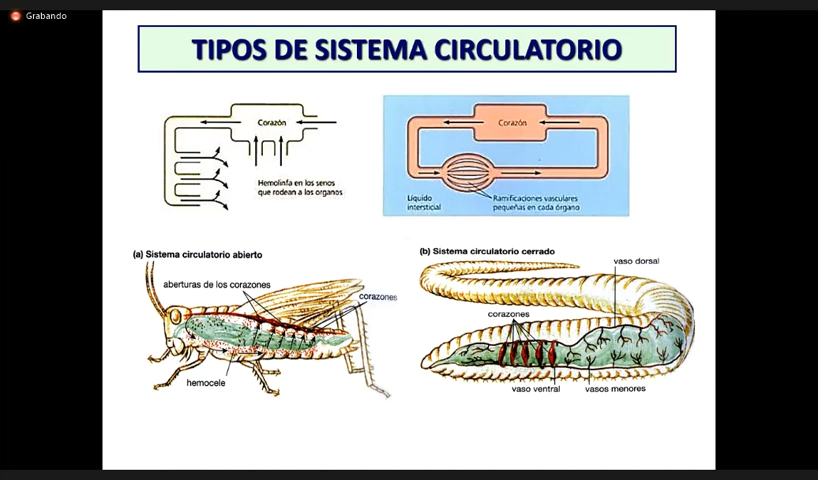 Grabando
TIPOS DE SISTEMA CIRCULATORIO
Corazón
Hemolinfa en los senos
que rodean a los organos
Corazón
Líquido
intersticial
Ramificaciones vasculares
pequeñas en cada órgano
(a) Sistema circulatorio abierto
aberturas de los corazones
corazones
hemocele
(b) Sistema circulatorio cerrado
vaso dorsal
corazones
vaso ventral
vasos menores